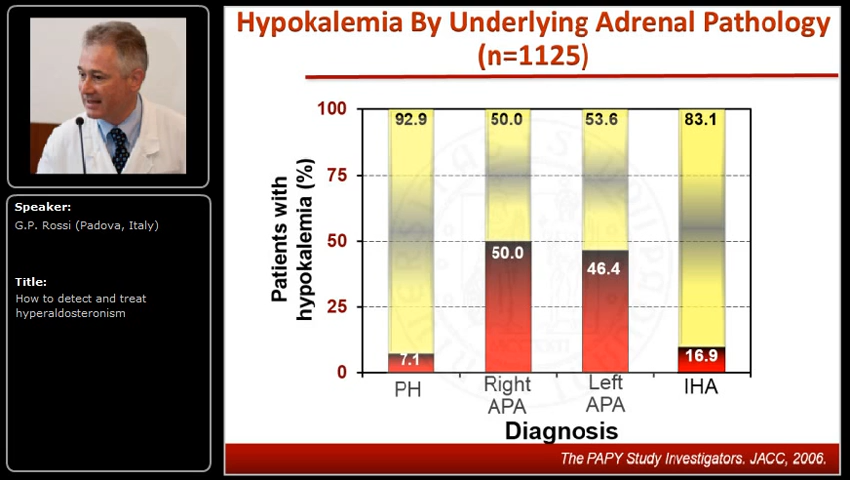 Hypokalemia By Underlying Adrenal Pathology
(n=1125)
Speaker:
G.P. Rossi (Padova, Italy)
Title:
How to detect and treat
hyperaldosteronism
Patients with
hypokalemia (%)
100
75
50
25
0
92.9
50.0
53.6
83.1
50.0
46.4
7.1
16.9
PH
Right
APA
Left
APA
IHA
Diagnosis
The PAPY Study Investigators. JACC, 2006.